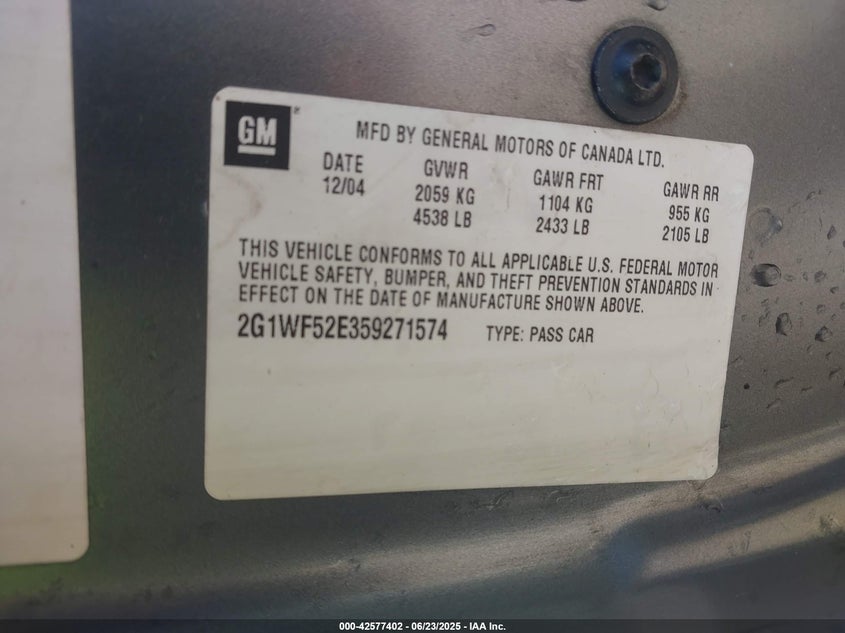 GM®
MFD BY GENERAL MOTORS OF CANADA LTD.
DATE GVWR GAWR FRT GAWR RR
12/04 2059 KG 1104 KG 955 KG
4538 LB 2433 LB 2105 LB
THIS VEHICLE CONFORMS TO ALL APPLICABLE U.S. FEDERAL MOTOR
VEHICLE SAFETY, BUMPER, AND THEFT PREVENTION STANDARDS IN
EFFECT ON THE DATE OF MANUFACTURE SHOWN ABOVE.
2G1WF52E359271574 TYPE: PASS CAR
000-42577402 - 06/23/2025 - IAA Inc.